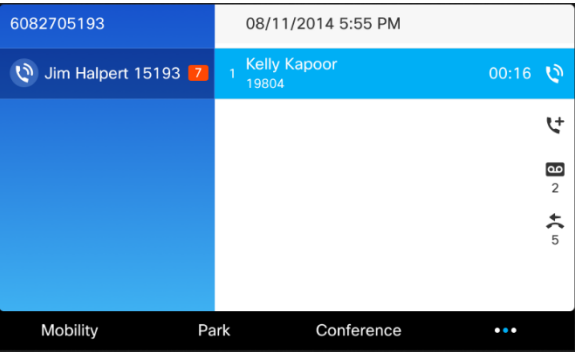 6082705193
08/11/2014 5:55 PM
Jim Halpert 15193 7
1 Kelly Kapoor 00:16
19804
2
5
Mobility Park Conference